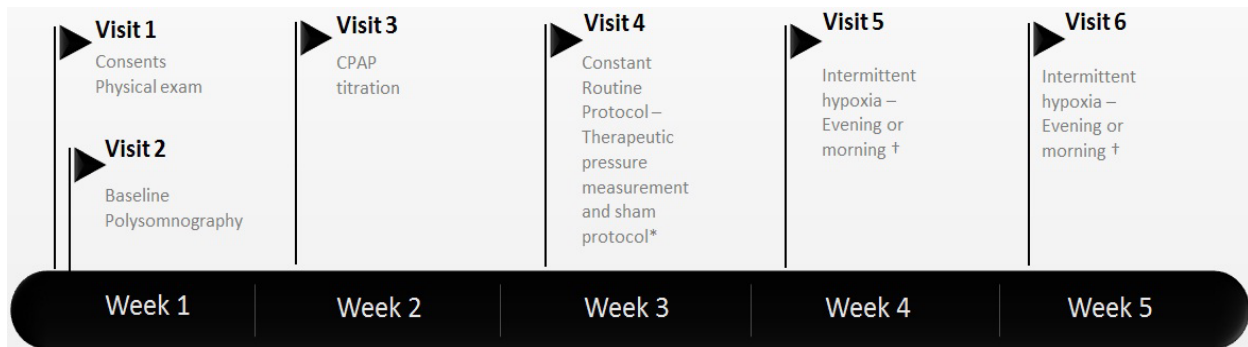 Visit 1
Consents
Physical exam
Visit 2
Baseline
Polysomnography
Visit 3
CPAP
titration
Visit 4
Constant
Routine
Protocol –
Therapeutic
pressure
measurement
and sham
protocol*
Visit 5
Intermittent
hypoxia –
Evening or
morning †
Visit 6
Intermittent
hypoxia –
Evening or
morning †
Week 1
Week 2
Week 3
Week 4
Week 5